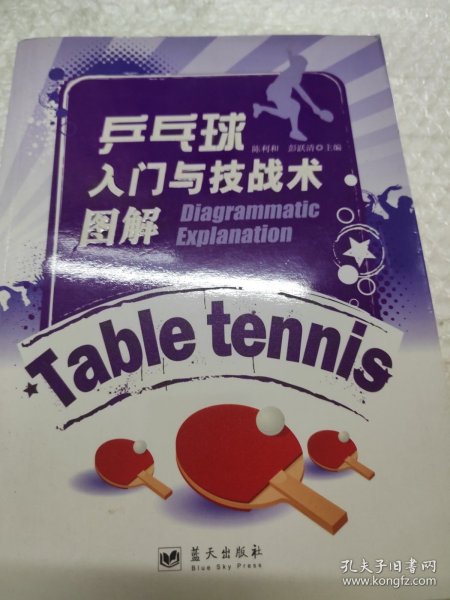 乒乓球
陈利和 彭跃清 主编
入门与技战术
图解
Diagrammatic
Explanation
Table tennis
蓝天出版社
Blue Sky Press
孔夫子旧书网
www.kongfz.com